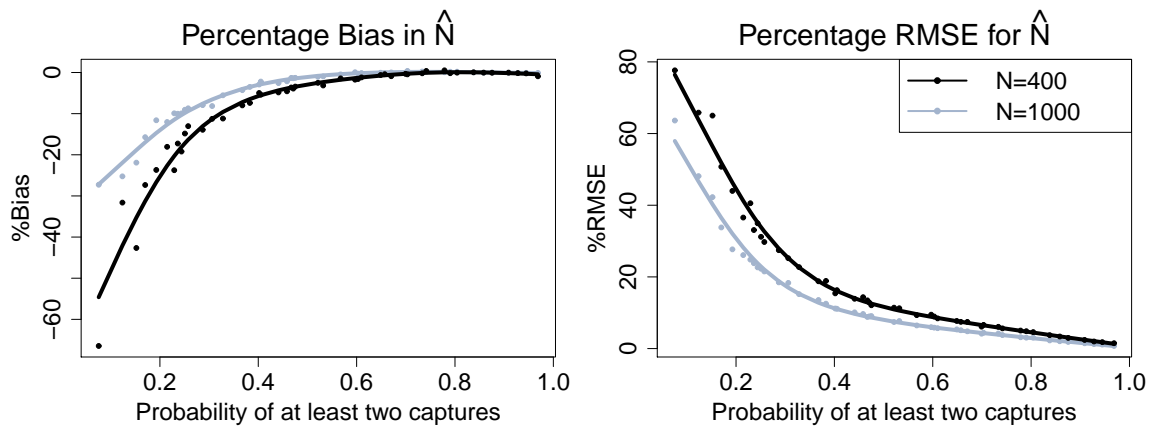 Percentage Bias in N̂
%Bias
0
−20
−40
−60
0.2
0.4
0.6
0.8
1.0
Probability of at least two captures
Percentage RMSE for N̂
%RMSE
80
60
40
20
0
N=400
N=1000
0.2
0.4
0.6
0.8
1.0
Probability of at least two captures